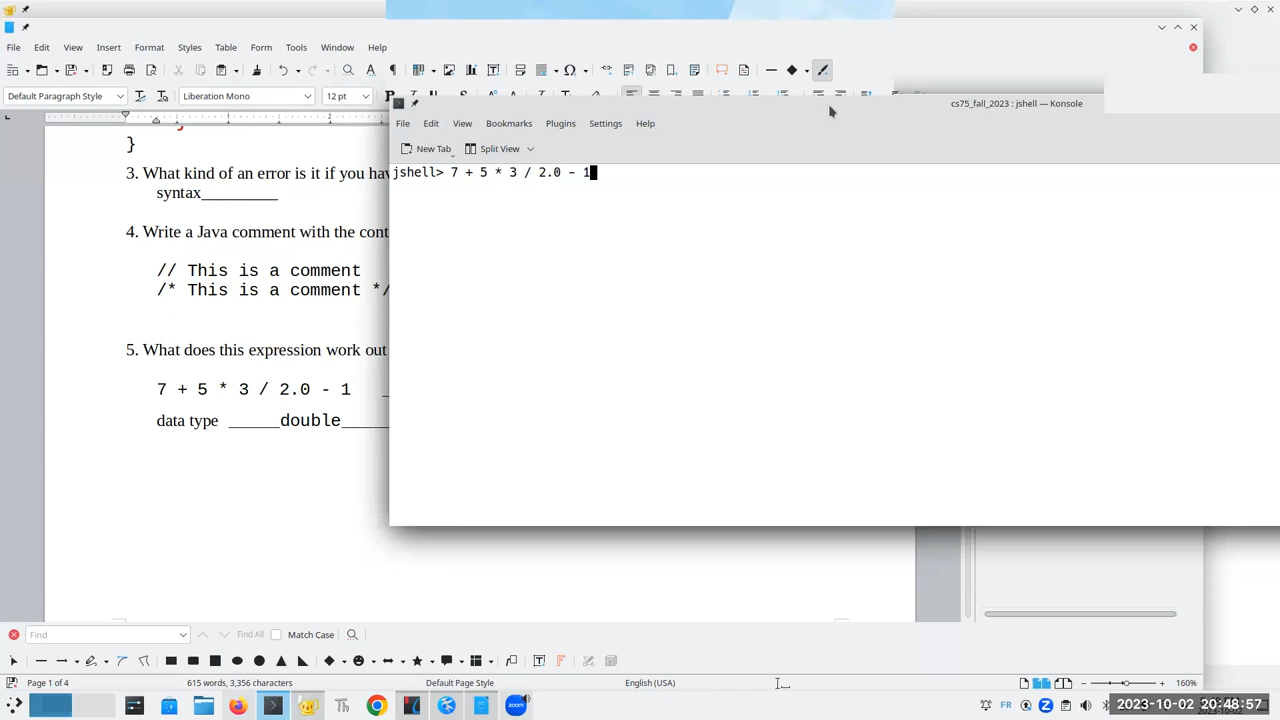 File Edit View Insert Format Styles Table Form Tools Window Help
Default Paragraph Style Liberation Mono 12 pt
cs75_fall_2023 : jshell — Konsole
File Edit View Bookmarks Plugins Settings Help
New Tab Split View
jshell> 7 + 5 * 3 / 2.0 – 1
1 2
}
3. What kind of an error is it if you hav
syntax_________
4. Write a Java comment with the cont
// This is a comment
/* This is a comment */
5. What does this expression work out
7 + 5 * 3 / 2.0 - 1 _
data type ______double_____
Find Find All Match Case
Page 1 of 4 615 words, 3,356 characters Default Page Style English (USA) 160%
Th zoom FR Z 2023-10-02 20:48:57